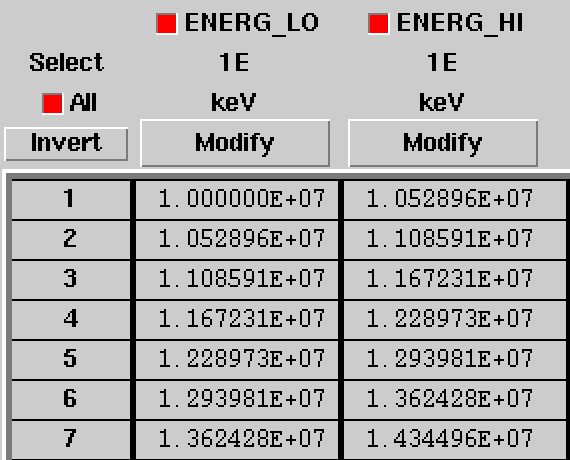 ENERG_LO ENERG_HI
Select 1E 1E
All keV keV
Invert Modify Modify
1 1.000000E+07 1.052896E+07
2 1.052896E+07 1.108591E+07
3 1.108591E+07 1.167231E+07
4 1.167231E+07 1.228973E+07
5 1.228973E+07 1.293981E+07
6 1.293981E+07 1.362428E+07
7 1.362428E+07 1.434496E+07